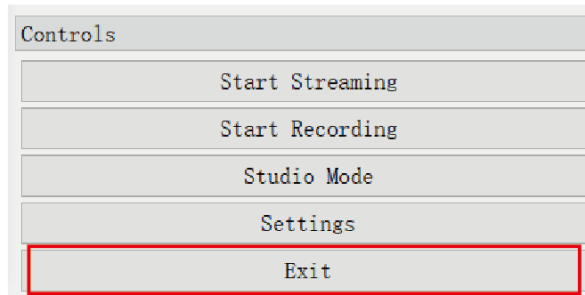 Controls
Start Streaming
Start Recording
Studio Mode
Settings
Exit